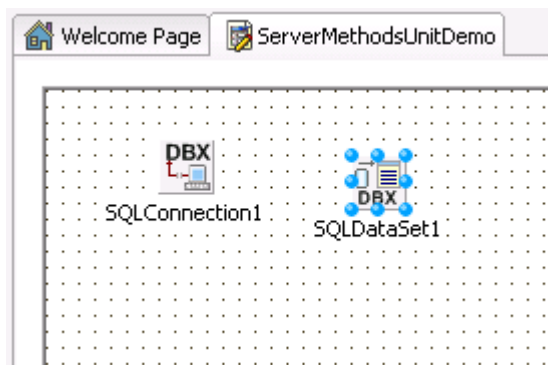 Welcome Page
ServerMethodsUnitDemo
DBX
SQLConnection1
DBX
SQLDataSet1